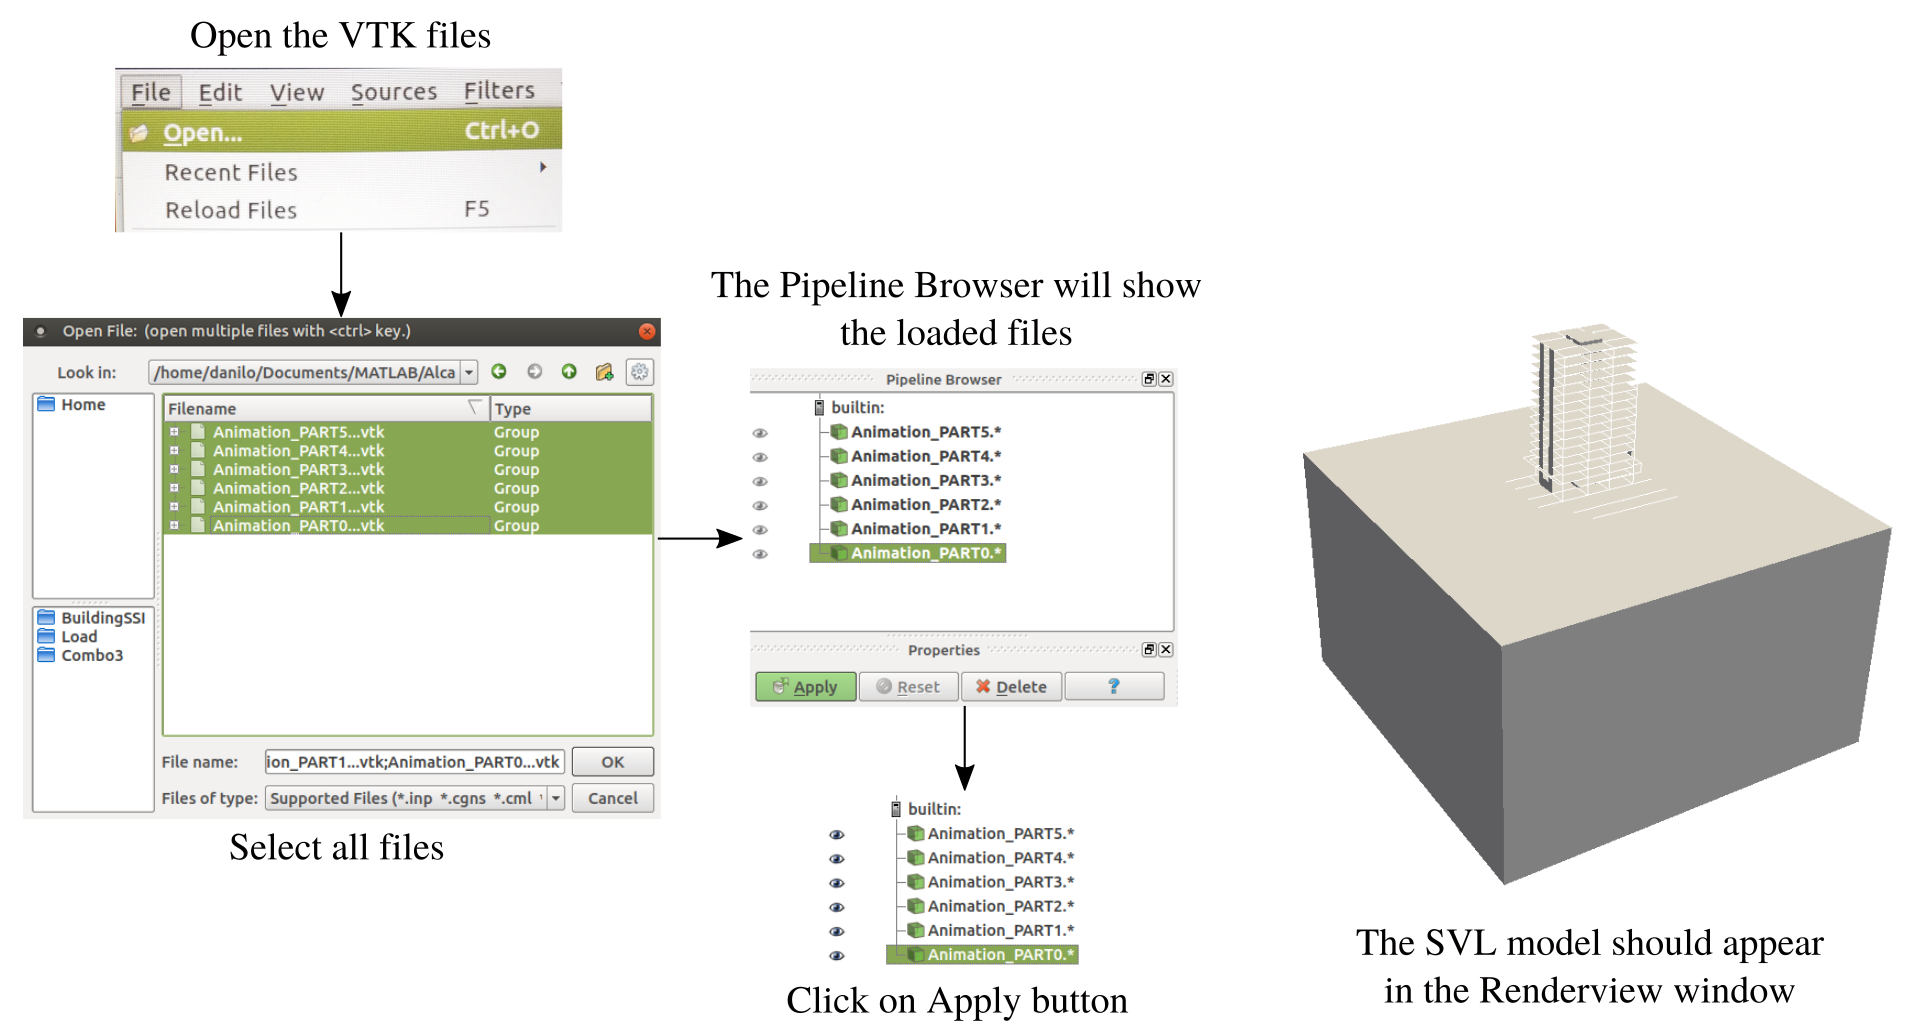 Open the VTK files
File Edit View Sources Filters
Open... Ctrl+O
Recent Files
Reload Files F5
Open File: (open multiple files with <ctrl> key.)
Look in: /home/danilo/Documents/MATLAB/Alca
Home
Filename Type
Animation_PART5...vtk Group
Animation_PART4...vtk Group
Animation_PART3...vtk Group
Animation_PART2...vtk Group
Animation_PART1...vtk Group
Animation_PART0...vtk Group
BuildingSSI
Load
Combo3
File name: ion_PART1...vtk;Animation_PART0...vtk OK
Files of type: Supported Files (*.inp *.cgns *.cml Cancel
Select all files
The Pipeline Browser will show
the loaded files
Pipeline Browser
builtin:
Animation_PART5.*
Animation_PART4.*
Animation_PART3.*
Animation_PART2.*
Animation_PART1.*
Animation_PART0.*
Properties
Apply Reset Delete ?
builtin:
Animation_PART5.*
Animation_PART4.*
Animation_PART3.*
Animation_PART2.*
Animation_PART1.*
Animation_PART0.*
Click on Apply button
The SVL model should appear
in the Renderview window